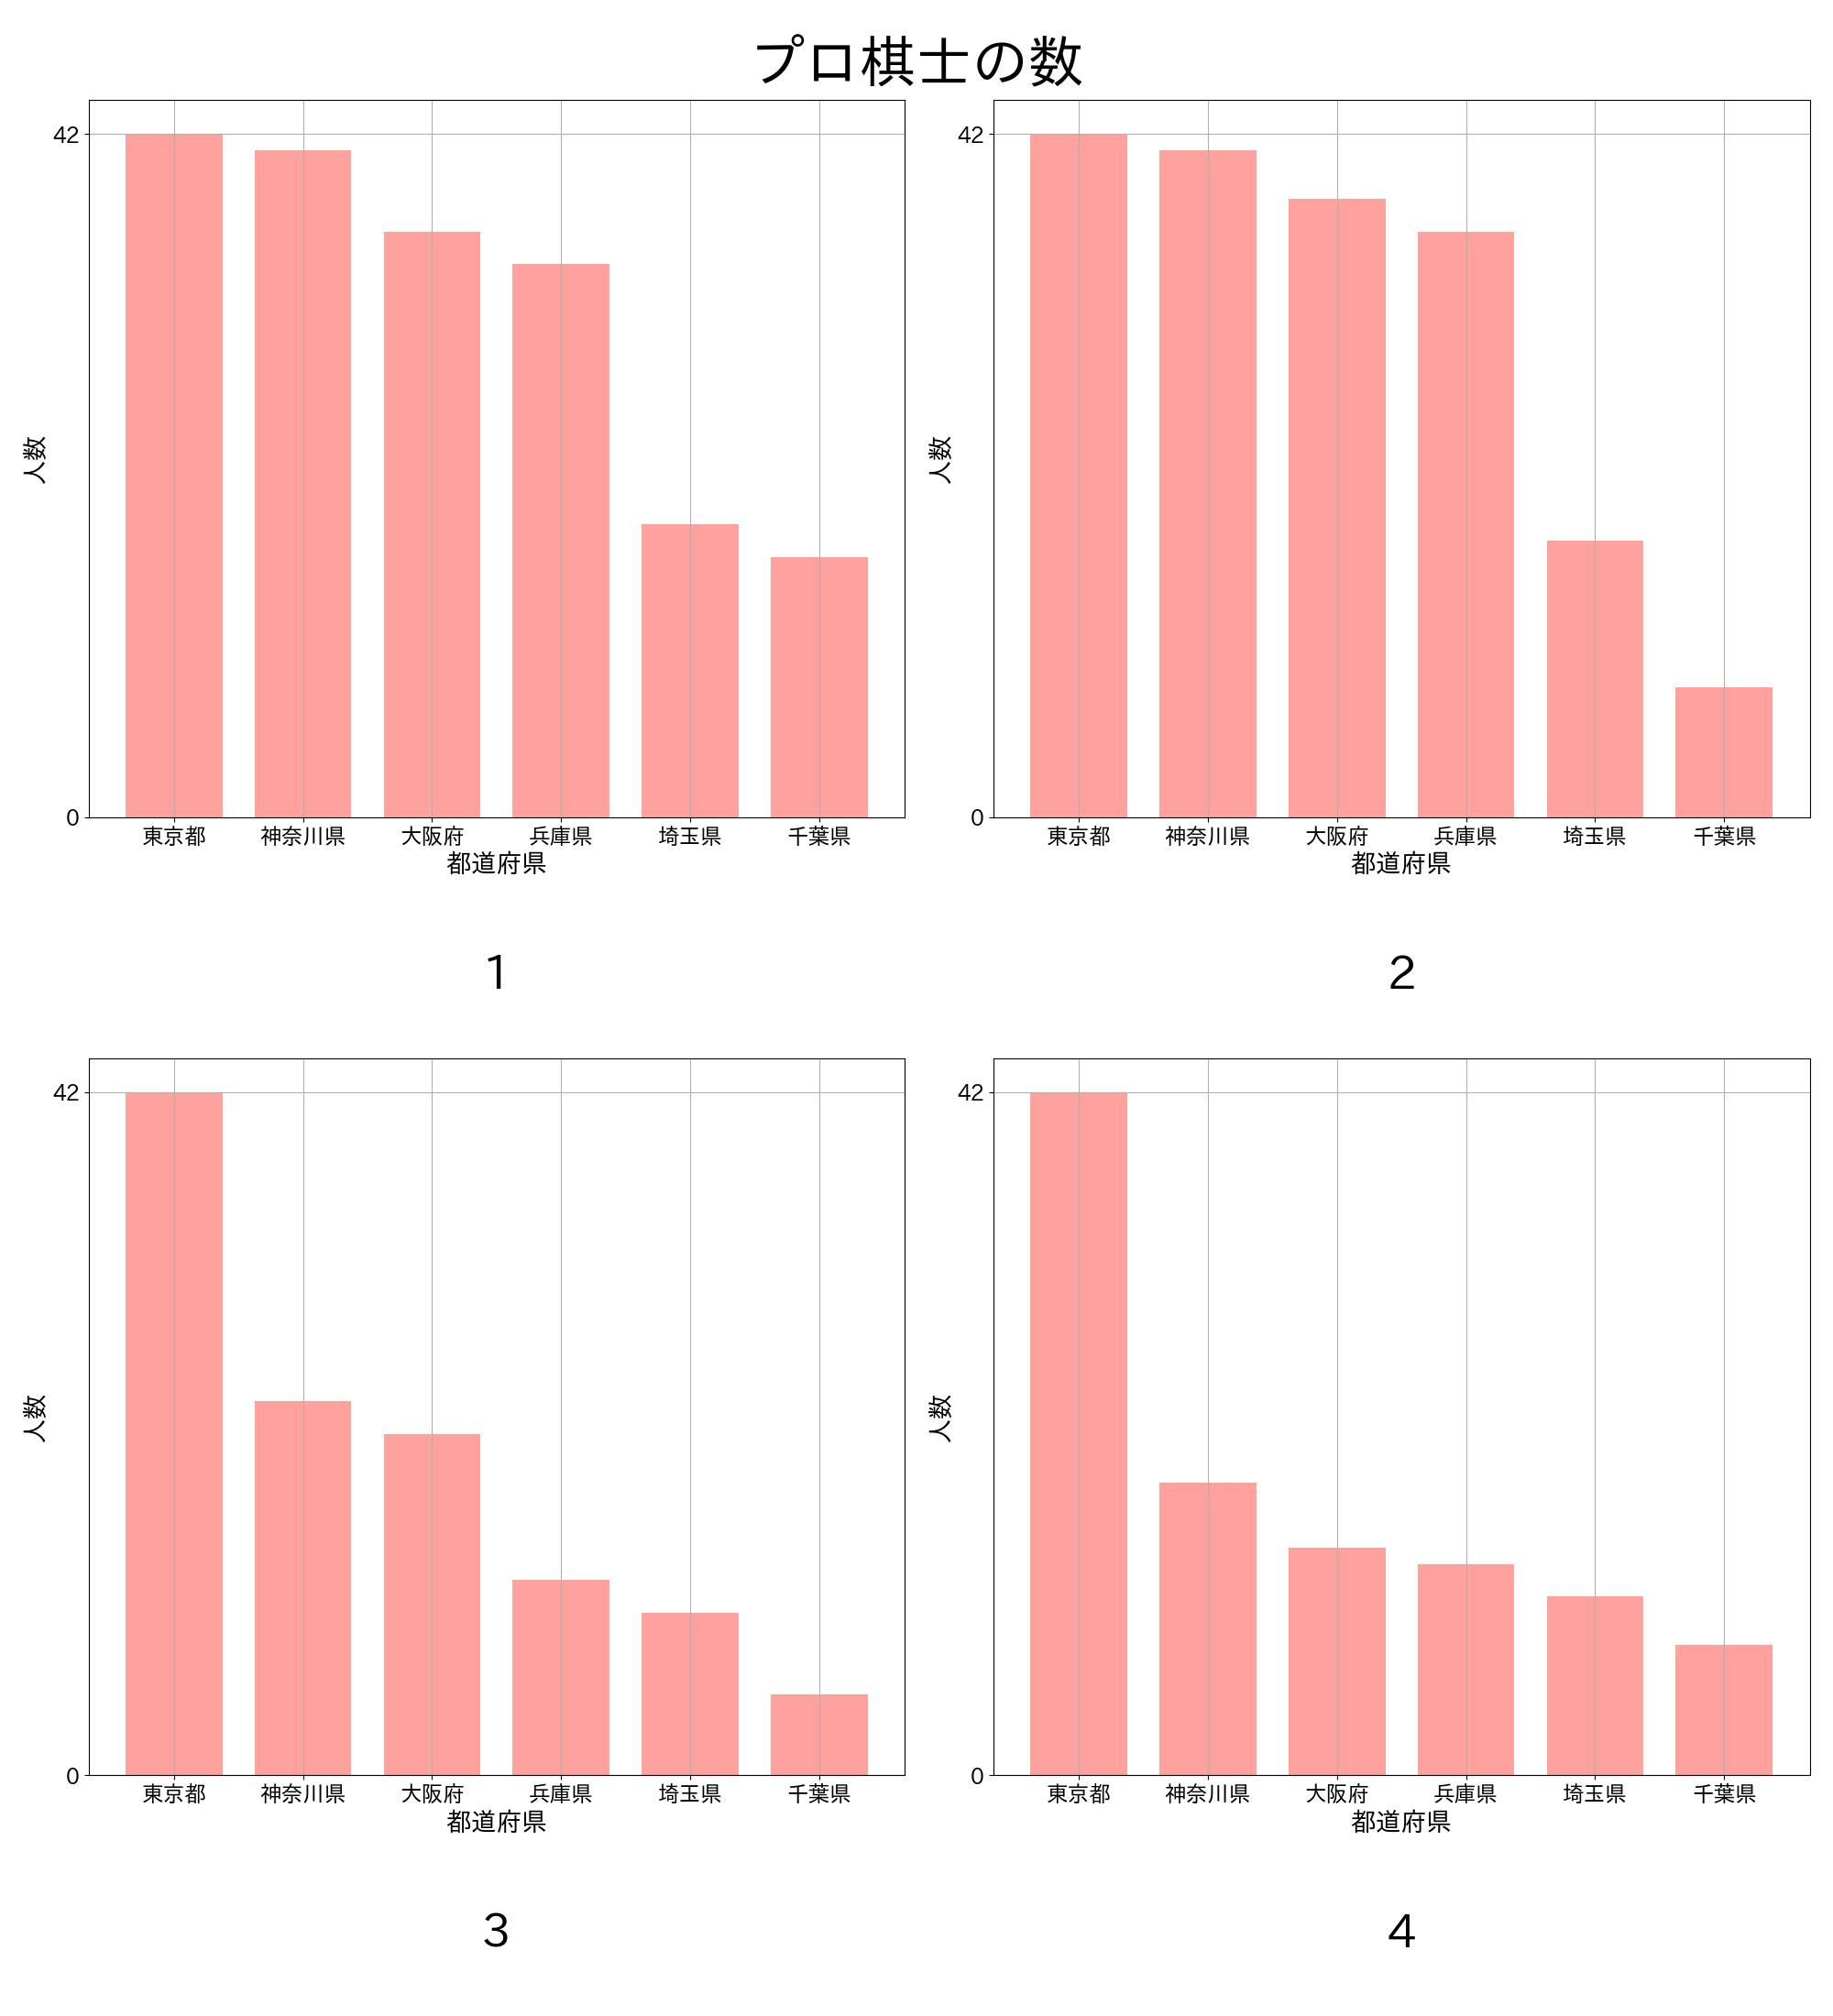 プロ棋士の数
42
人数
0
東京都 神奈川県 大阪府 兵庫県 埼玉県 千葉県
都道府県
1
42
人数
0
東京都 神奈川県 大阪府 兵庫県 埼玉県 千葉県
都道府県
2
42
人数
0
東京都 神奈川県 大阪府 兵庫県 埼玉県 千葉県
都道府県
3
42
人数
0
東京都 神奈川県 大阪府 兵庫県 埼玉県 千葉県
都道府県
4